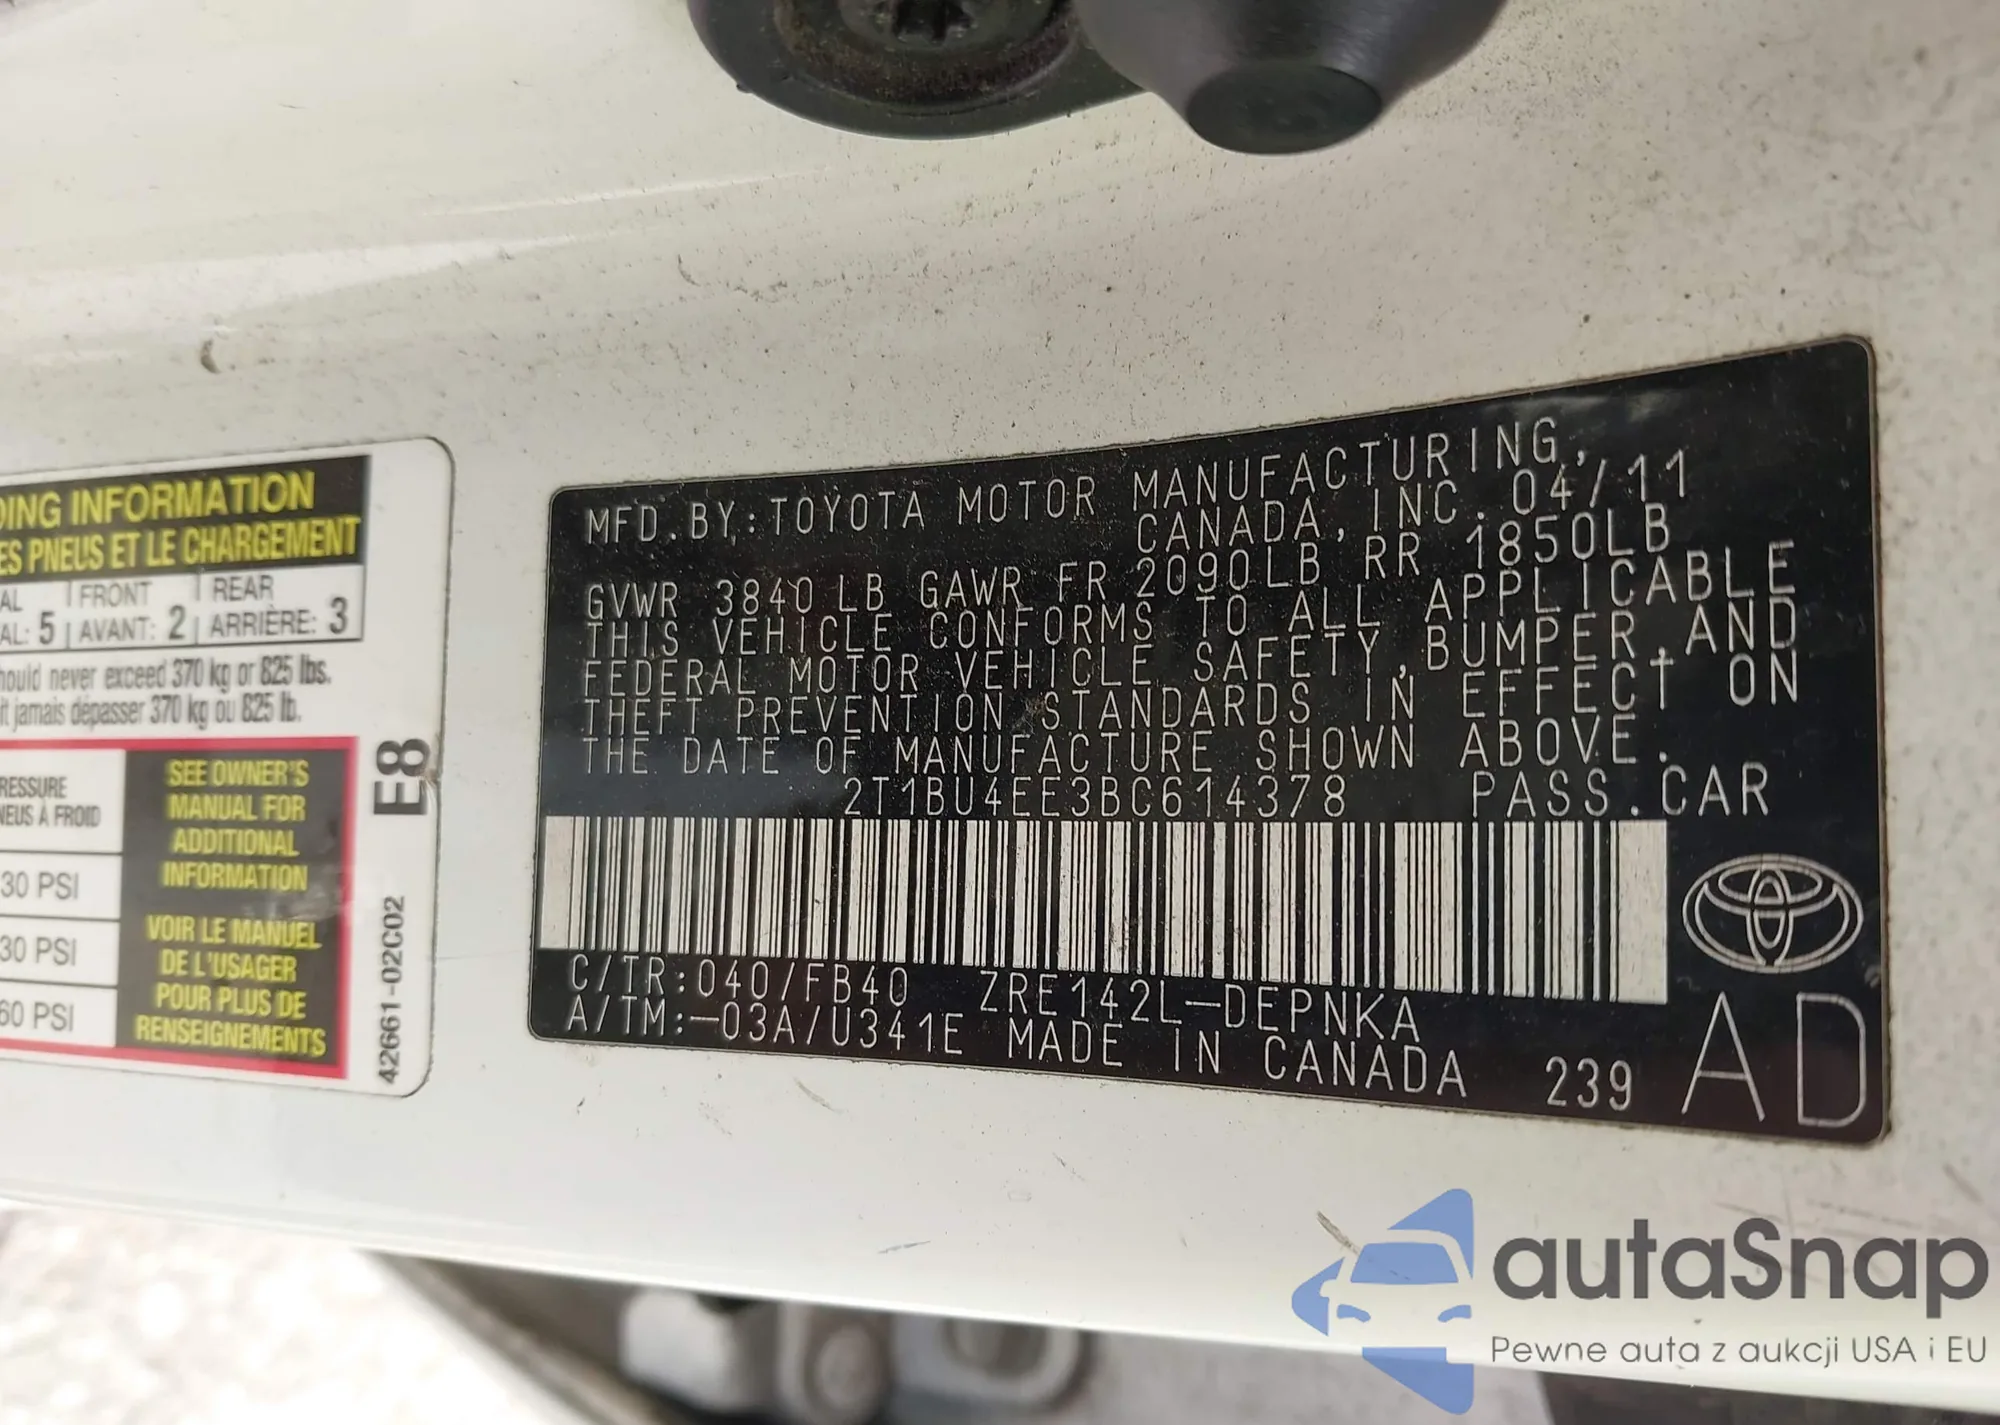 DING INFORMATION
ES PNEUS ET LE CHARGEMENT
AL FRONT REAR
AL: 5 AVANT: 2 ARRIÈRE: 3
hould never exceed 370 kg or 825 lbs.
it jamais dépasser 370 kg ou 825 lb.
RESSURE
NEUS À FROID
30 PSI
30 PSI
60 PSI
SEE OWNER'S
MANUAL FOR
ADDITIONAL
INFORMATION
VOIR LE MANUEL
DE L'USAGER
POUR PLUS DE
RENSEIGNEMENTS
E8
42661-02C02
MFD. BY: TOYOTA MOTOR MANUFACTURING,
CANADA, INC. 04/11
GVWR 3840 LB GAWR FR 2090LB RR 1850LB
THIS VEHICLE CONFORMS TO ALL APPLICABLE
FEDERAL MOTOR VEHICLE SAFETY, BUMPER, AND
THEFT PREVENTION STANDARDS IN EFFECT ON
THE DATE OF MANUFACTURE SHOWN ABOVE.
2T1BU4EE3BC614378 PASS. CAR
C/TR: 040/FB40 ZRE142L-DEPNKA
A/TM: -03A/U341E MADE IN CANADA 239
AD
autaSnap
Pewne auta z aukcji USA i EU